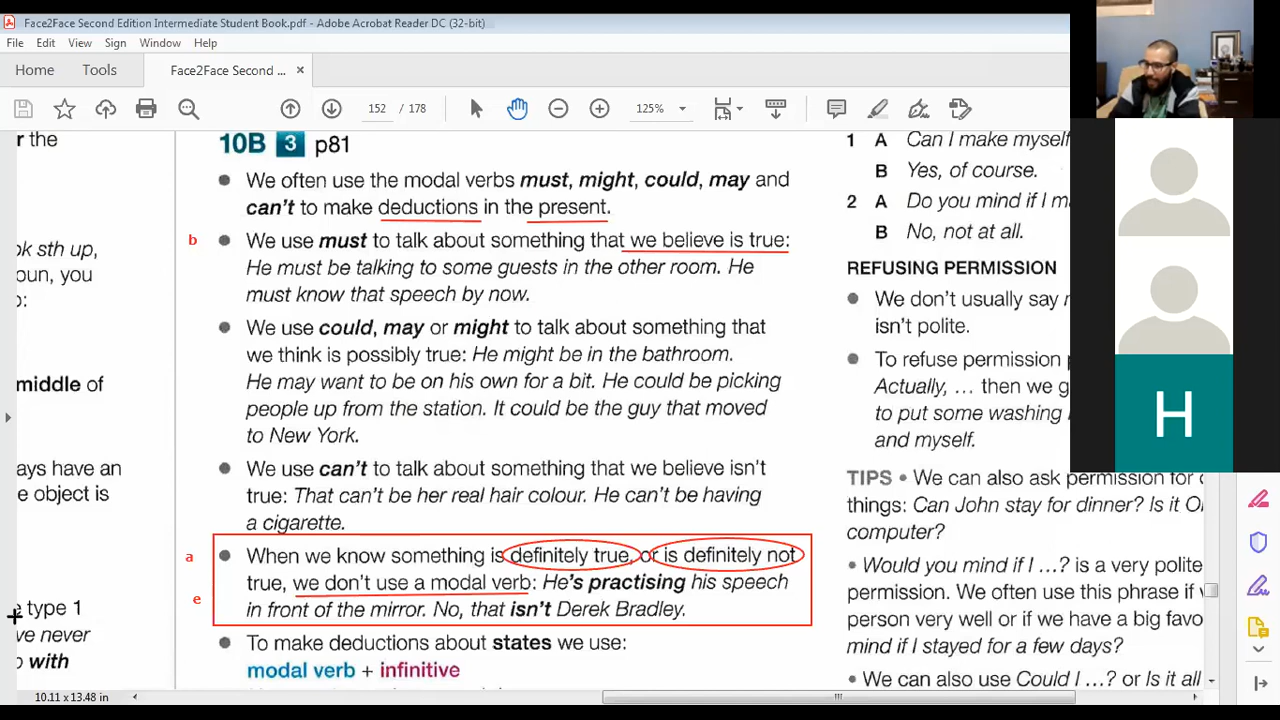 Face2Face Second Edition Intermediate Student Book.pdf - Adobe Acrobat Reader DC (32-bit)
File Edit View Sign Window Help
Home Tools Face2Face Second ... ×
152 / 178 125%
r the
ok sth up,
oun, you
o:
middle of
ays have an
e object is
e type 1
ve never
with
10B 3 p81
• We often use the modal verbs must, might, could, may and
can't to make deductions in the present.
b • We use must to talk about something that we believe is true:
He must be talking to some guests in the other room. He
must know that speech by now.
• We use could, may or might to talk about something that
we think is possibly true: He might be in the bathroom.
He may want to be on his own for a bit. He could be picking
people up from the station. It could be the guy that moved
to New York.
• We use can't to talk about something that we believe isn't
true: That can't be her real hair colour. He can't be having
a cigarette.
a • When we know something is definitely true, or is definitely not
e true, we don't use a modal verb: He's practising his speech
in front of the mirror. No, that isn't Derek Bradley.
• To make deductions about states we use:
modal verb + infinitive
1 A Can I make myself
B Yes, of course.
2 A Do you mind if I m
B No, not at all.
REFUSING PERMISSION
• We don't usually say
isn't polite.
• To refuse permission
Actually, … then we g
to put some washing
and myself.
TIPS • We can also ask permission for
things: Can John stay for dinner? Is it O
computer?
• Would you mind if I …? is a very polite
permission. We often use this phrase if
person very well or if we have a big favo
mind if I stayed for a few days?
• We can also use Could I …? or Is it all
H
10.11 x 13.48 in